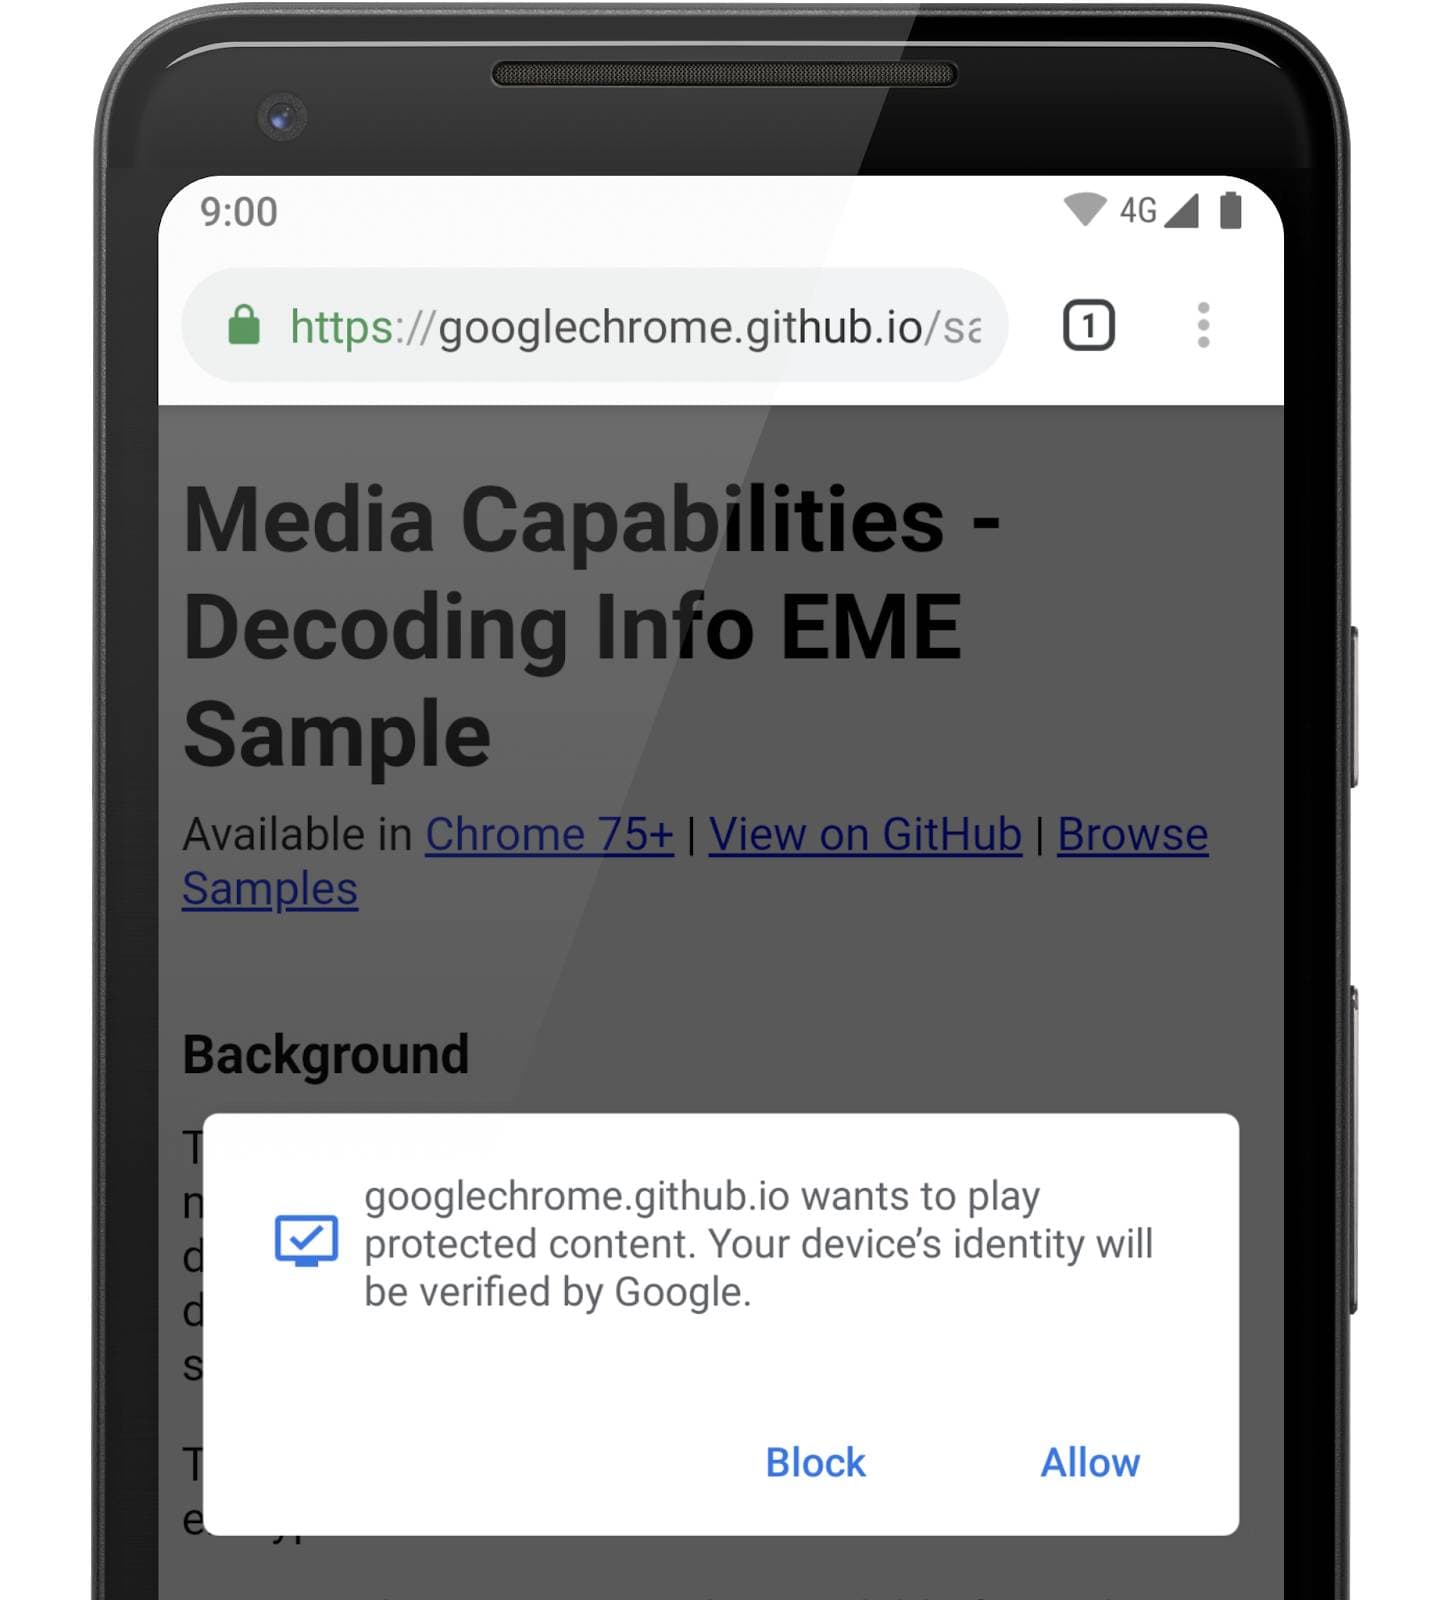 9:00
4G
https://googlechrome.github.io/sa
1
Media Capabilities -
Decoding Info EME
Sample
Available in Chrome 75+ | View on GitHub | Browse
Samples
Background
googlechrome.github.io wants to play
protected content. Your device’s identity will
be verified by Google.
Block Allow